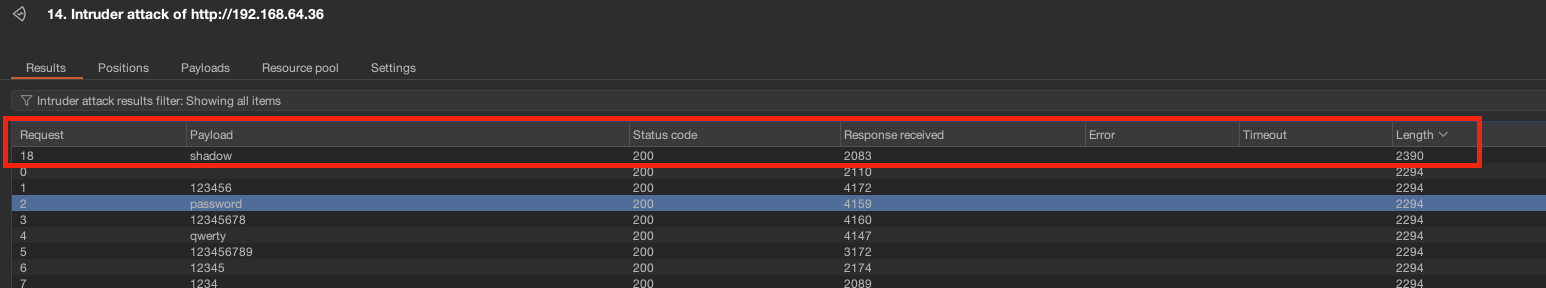 14. Intruder attack of http://192.168.64.36
Results Positions Payloads Resource pool Settings
Intruder attack results filter: Showing all items
Request Payload Status code Response received Error Timeout Length
18 shadow 200 2083 2390
0 200 2110 2294
1 123456 200 4172 2294
2 password 200 4159 2294
3 12345678 200 4160 2294
4 qwerty 200 4147 2294
5 123456789 200 3172 2294
6 12345 200 2174 2294
7 1234 200 2089 2294